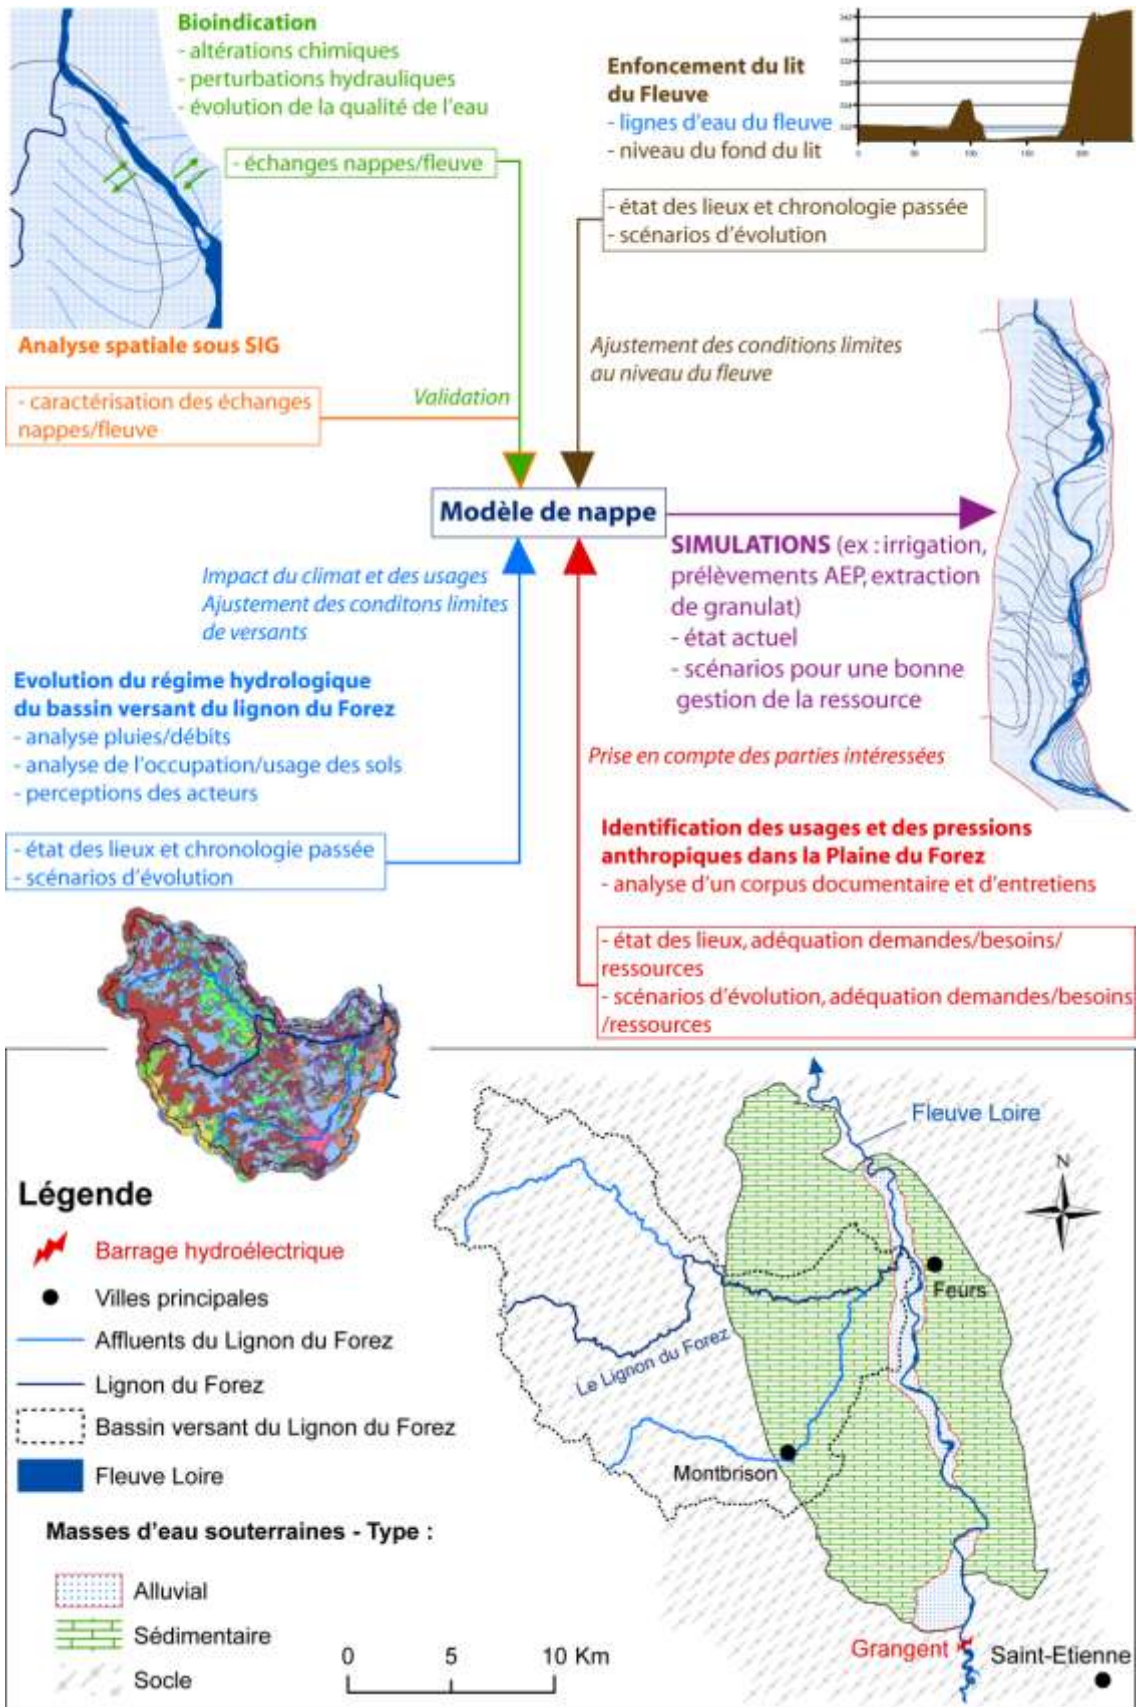 Bioindication
- altérations chimiques
- perturbations hydrauliques
- évolution de la qualité de l'eau
- échanges nappes/fleuve
Enfoncement du lit
du Fleuve
- lignes d'eau du fleuve
- niveau du fond du lit
0
50
100
150
200
- état des lieux et chronologie passée
- scénarios d'évolution
Analyse spatiale sous SIG
- caractérisation des échanges
nappes/fleuve
Validation
Ajustement des conditions limites
au niveau du fleuve
Modèle de nappe
SIMULATIONS (ex : irrigation,
prélèvements AEP, extraction
de granulat)
- état actuel
- scénarios pour une bonne
gestion de la ressource
Impact du climat et des usages
Ajustement des conditons limites
de versants
Evolution du régime hydrologique
du bassin versant du lignon du Forez
- analyse pluies/débits
- analyse de l'occupation/usage des sols
- perceptions des acteurs
- état des lieux et chronologie passée
- scénarios d'évolution
Prise en compte des parties intéressées
Identification des usages et des pressions
anthropiques dans la Plaine du Forez
- analyse d'un corpus documentaire et d'entretiens
- état des lieux, adéquation demandes/besoins/
ressources
- scénarios d'évolution, adéquation demandes/besoins
/ressources
Légende
Barrage hydroélectrique
Villes principales
Affluents du Lignon du Forez
Lignon du Forez
Bassin versant du Lignon du Forez
Fleuve Loire
Masses d'eau souterraines - Type :
Alluvial
Sédimentaire
Socle
0 5 10 Km
Fleuve Loire
N
Feurs
Le Lignon du Forez
Montbrison
Grangent
Saint-Etienne